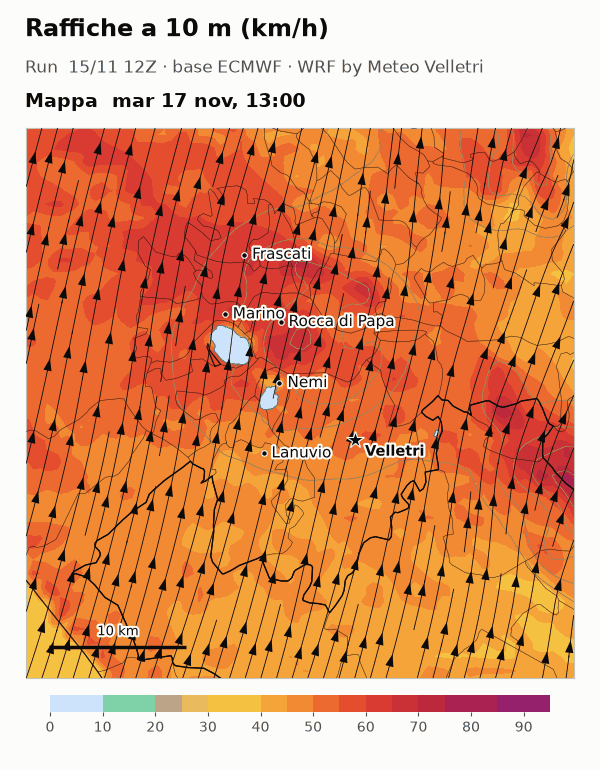 Raffiche a 10 m (km/h)
Run  15/11 12Z · base ECMWF · WRF by Meteo Velletri
Mappa  mar 17 nov, 13:00
Frascati
Marino
Rocca di Papa
Nemi
Velletri
Lanuvio
10 km
0 10 20 30 40 50 60 70 80 90